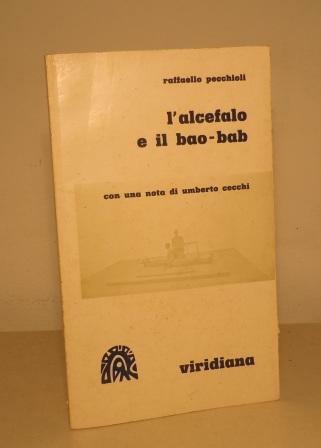 raffaello pecchioli
l'alcefalo
e il bao-bab
con una nota di umberto cecchi
viridiana